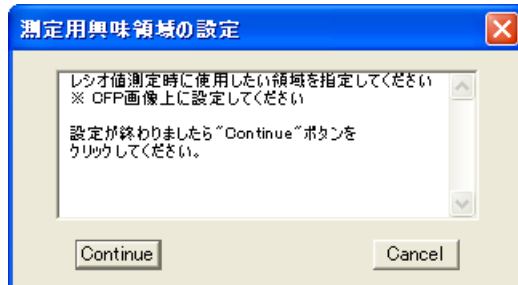 測定用興味領域の設定
レシオ値測定時に使用したい領域を指定してください
※ CFP画像上に設定してください
設定が終わりましたら"Continue"ボタンを
クリックしてください。
Continue
Cancel